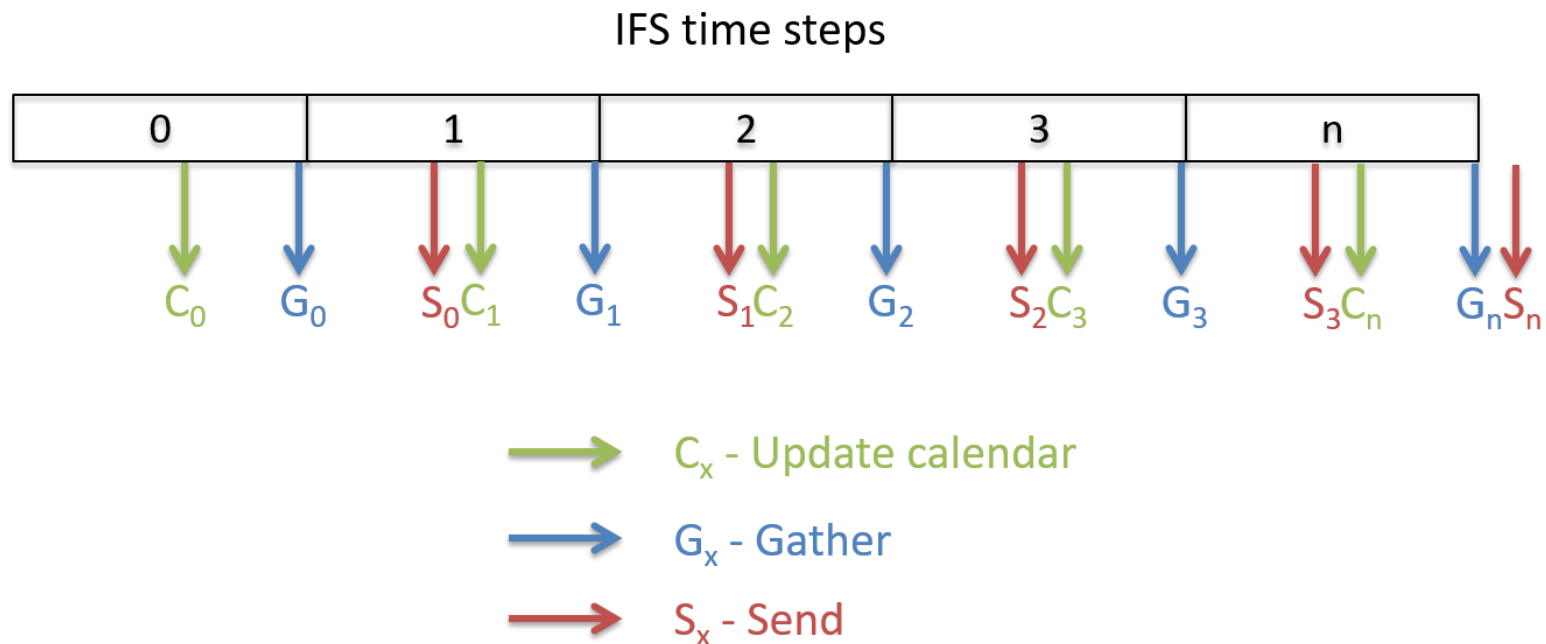 IFS time steps
0 1 2 3 n
C₀ G₀ S₀C₁ G₁ S₁C₂ G₂ S₂C₃ G₃ S₃Cₙ GₙSₙ
Cₓ - Update calendar
Gₓ - Gather
Sₓ - Send